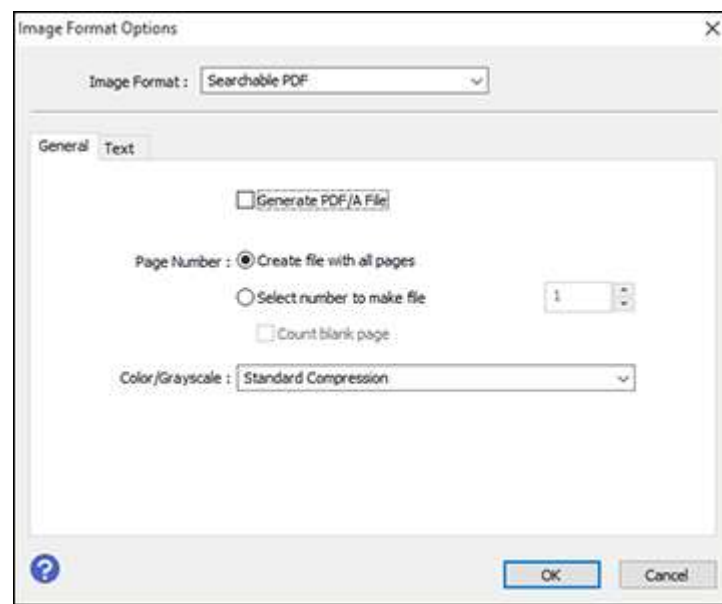 Image Format Options
Image Format : Searchable PDF
General Text
Generate PDF/A File
Page Number : Create file with all pages
Select number to make file 1
Count blank page
Color/Grayscale : Standard Compression
? OK Cancel